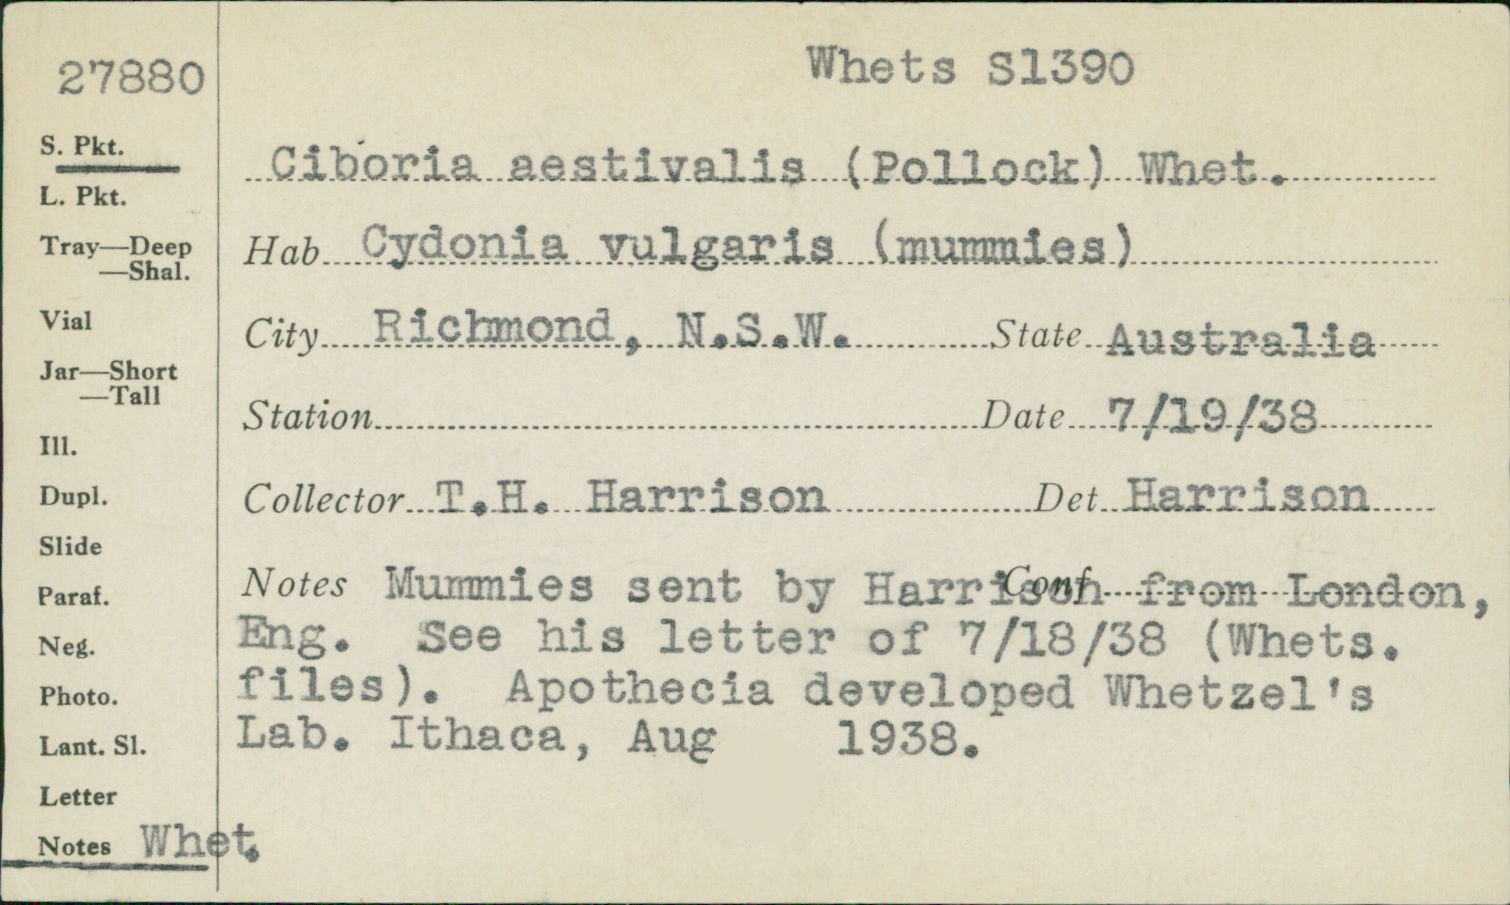 27880
Whets S1390
S. Pkt.
Ciboria aestivalis (Pollock) Whet.
L. Pkt.
Tray—Deep
—Shal.
Hab Cydonia vulgaris (mummies)
Vial
City Richmond, N.S.W. State Australia
Jar—Short
—Tall
Station Date 7/19/38
Ill.
Dupl.
Collector T.H. Harrison Det Harrison
Slide
Paraf.
Notes Mummies sent by Harrison from London,
Conf
Neg.
Eng. See his letter of 7/18/38 (Whets.
Photo.
files). Apothecia developed Whetzel's
Lant. Sl.
Lab. Ithaca, Aug 1938.
Letter
Notes Whet.